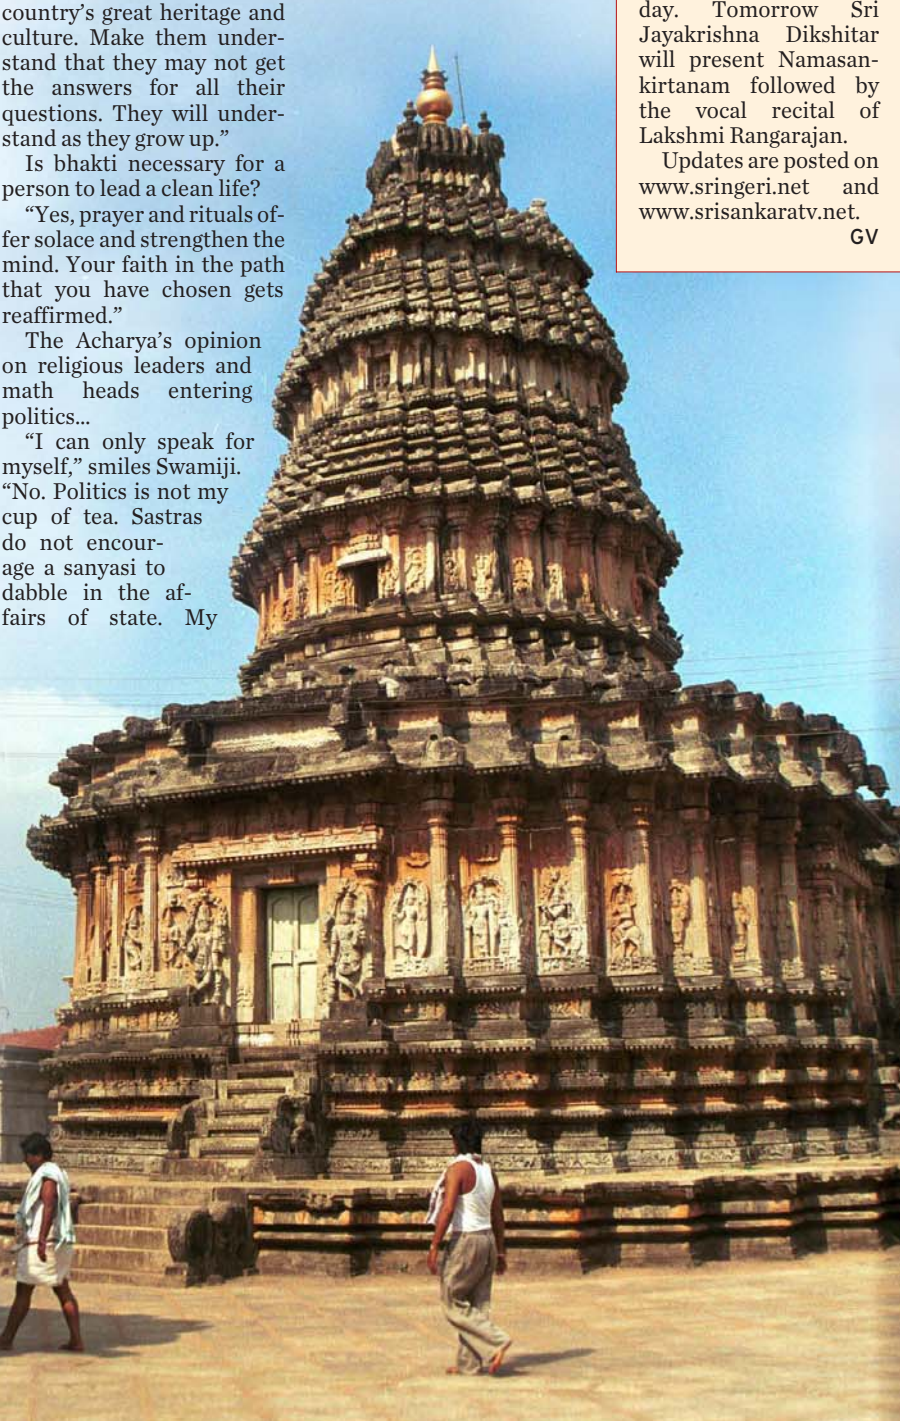 country’s great heritage and
culture. Make them under-
stand that they may not get
the answers for all their
questions. They will under-
stand as they grow up.”
Is bhakti necessary for a
person to lead a clean life?
“Yes, prayer and rituals of-
fer solace and strengthen the
mind. Your faith in the path
that you have chosen gets
reaffirmed.”
The Acharya’s opinion
on religious leaders and
math heads entering
politics...
“I can only speak for
myself,” smiles Swamiji.
“No. Politics is not my
cup of tea. Sastras
do not encour-
age a sanyasi to
dabble in the af-
fairs of state. My
day. Tomorrow Sri
Jayakrishna Dikshitar
will present Namasan-
kirtanam followed by
the vocal recital of
Lakshmi Rangarajan.
Updates are posted on
www.sringeri.net and
www.srisankaratv.net.
GV